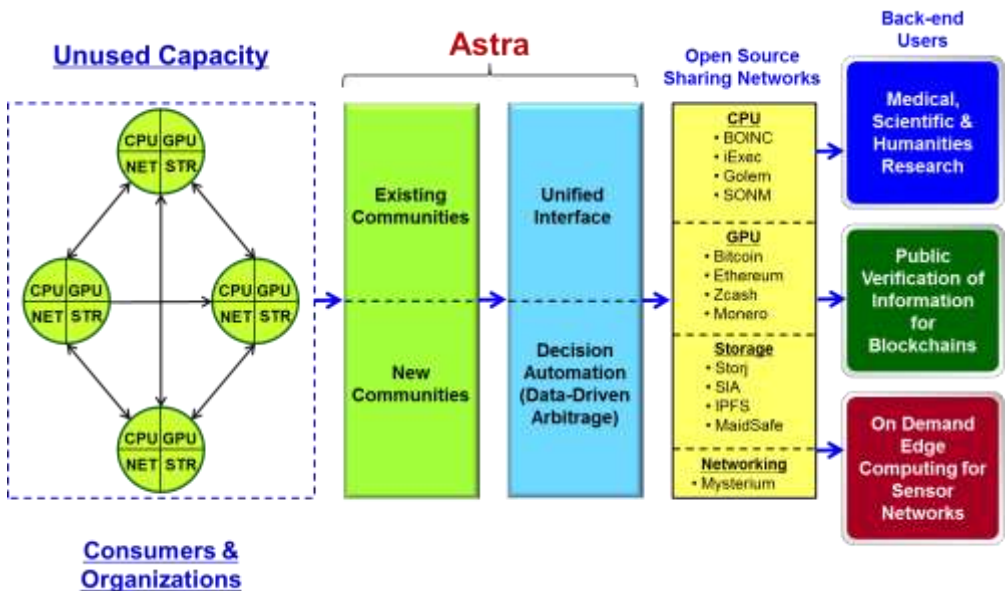 Unused Capacity
CPU GPU
NET STR
CPU GPU
NET STR
CPU GPU
NET STR
CPU GPU
NET STR
Consumers &
Organizations
Astra
Existing
Communities
New
Communities
Unified
Interface
Decision
Automation
(Data-Driven
Arbitrage)
Open Source
Sharing Networks
CPU
• BOINC
• iExec
• Golem
• SONM
GPU
• Bitcoin
• Ethereum
• Zcash
• Monero
Storage
• Storj
• SIA
• IPFS
• MaidSafe
Networking
• Mysterium
Back-end
Users
Medical,
Scientific &
Humanities
Research
Public
Verification of
Information
for
Blockchains
On Demand
Edge
Computing for
Sensor
Networks